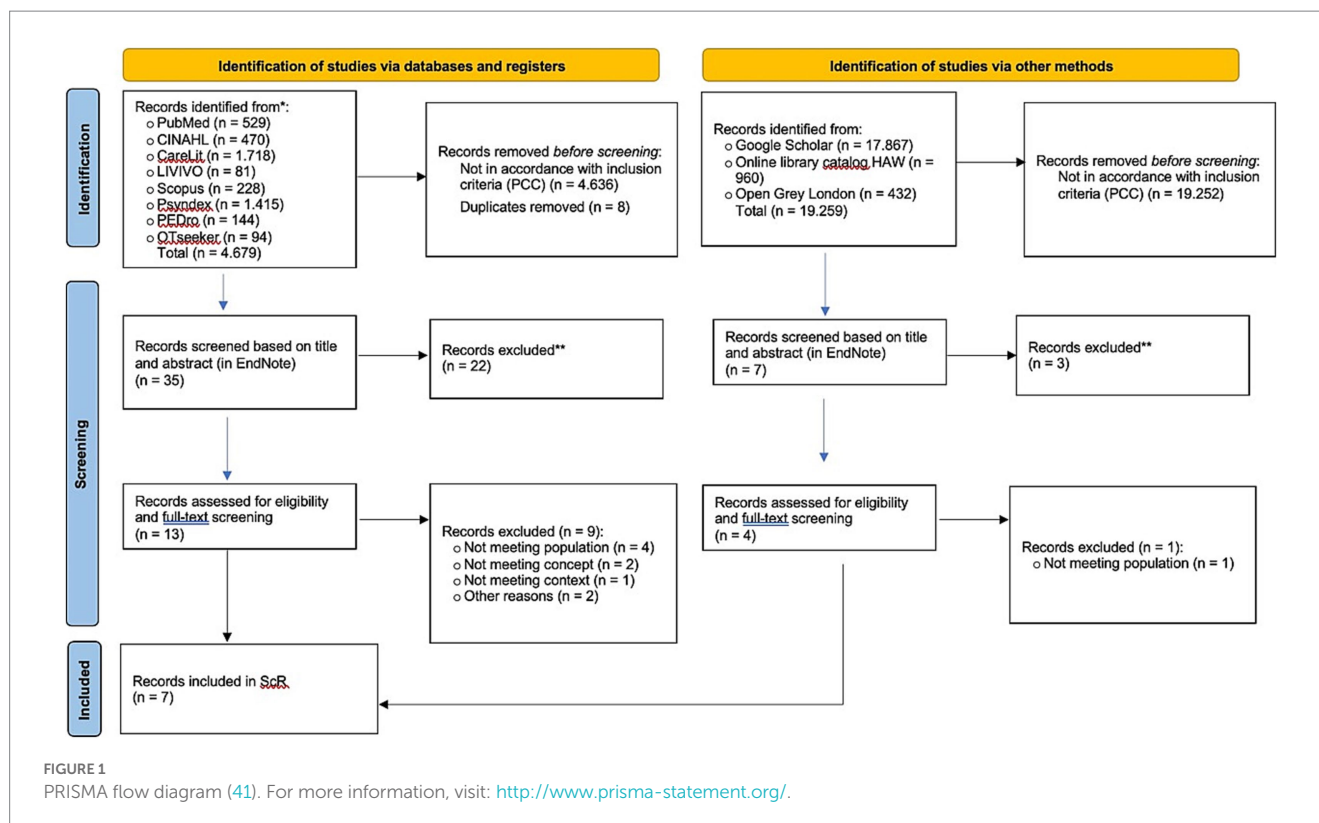 Identification of studies via databases and registers
Identification of studies via other methods
Identification
Records identified from*:
PubMed (n = 529)
CINAHL (n = 470)
CareLit (n = 1.718)
LIVIVO (n = 81)
Scopus (n = 228)
Psyndex (n = 1.415)
PEDro (n = 144)
OTseeker (n = 94)
Total (n = 4.679)
Records removed before screening:
Not in accordance with inclusion
criteria (PCC) (n = 4.636)
Duplicates removed (n = 8)
Records identified from:
Google Scholar (n = 17.867)
Online library catalog HAW (n =
960)
Open Grey London (n = 432)
Total (n = 19.259)
Records removed before screening:
Not in accordance with inclusion
criteria (PCC) (n = 19.252)
Screening
Records screened based on title
and abstract (in EndNote)
(n = 35)
Records excluded**
(n = 22)
Records screened based on title
and abstract (in EndNote)
(n = 7)
Records excluded**
(n = 3)
Records assessed for eligibility
and full-text screening
(n = 13)
Records excluded (n = 9):
Not meeting population (n = 4)
Not meeting concept (n = 2)
Not meeting context (n = 1)
Other reasons (n = 2)
Records assessed for eligibility
and full-text screening
(n = 4)
Records excluded (n = 1):
Not meeting population (n = 1)
Included
Records included in ScR
(n = 7)
FIGURE 1
PRISMA flow diagram (41). For more information, visit: http://www.prisma-statement.org/.